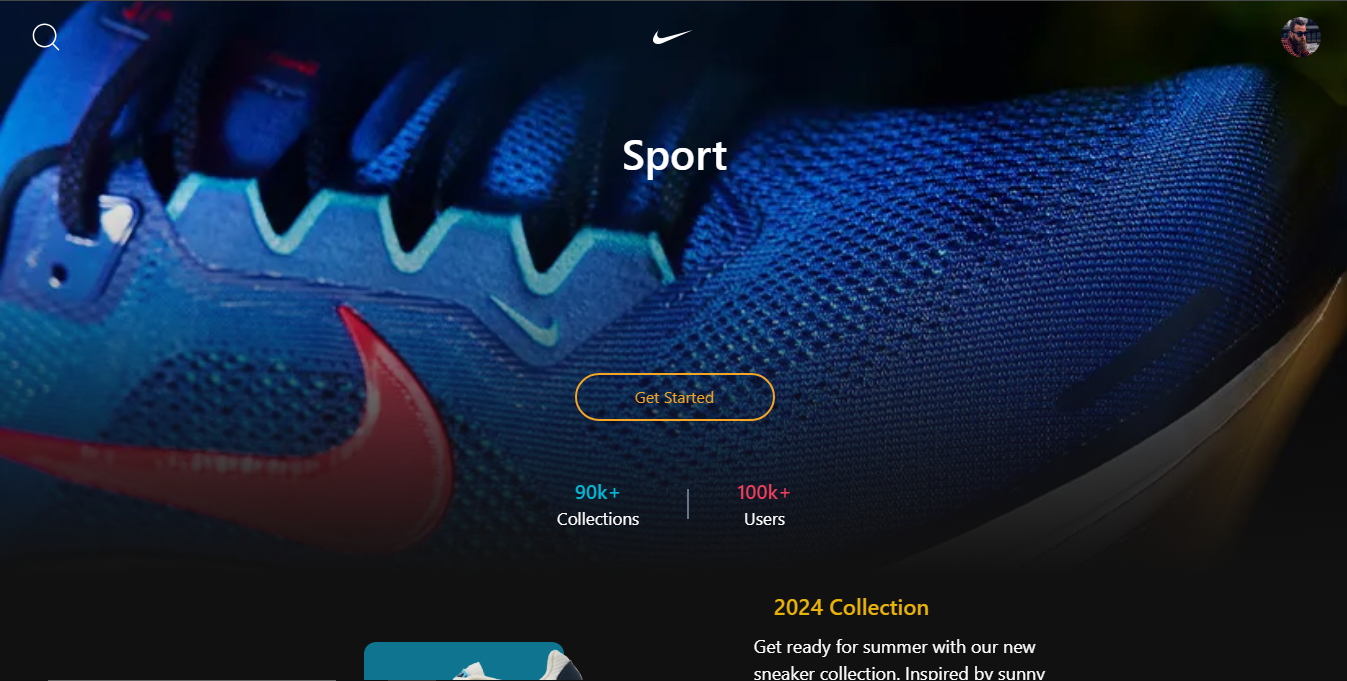 Sport
Get Started
90k+
Collections
100k+
Users
2024 Collection
Get ready for summer with our new
sneaker collection. Inspired by sunny